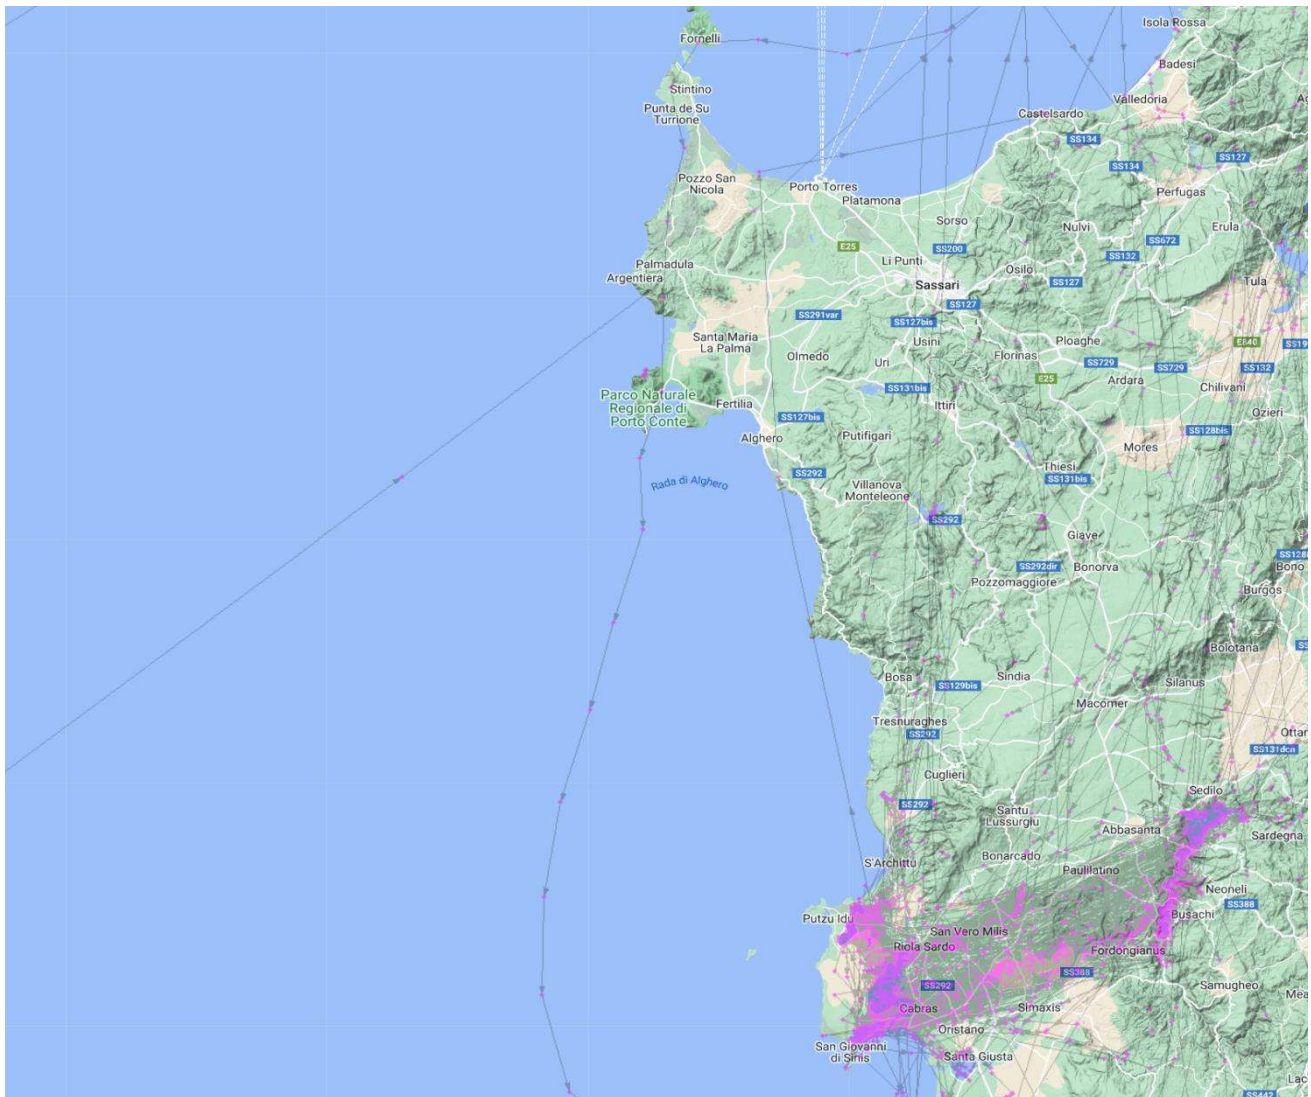 Isola Rossa
Fornelli
Badesi
Stintino
Valledoria
Punta de Su
Turrione
Castelsardo
SS134
SS134
SS127
Pozzo San
Nicola
Porto Torres
Platamona
Perfugas
Sorso
Nulvi
Erula
E25
SS200
SS672
SS132
Li Punti
Palmadula
Osilo
Argentiera
Sassari
SS127
Tula
SS127
SS291var
SS127bis
Santa Maria
La Palma
Usini
Ploaghe
E840
Olmedo
Uri
Florinas
SS729
SS729
SS132
E25
Ardara
Chilivani
SS131bis
Parco Naturale
Regionale di
Porto Conte
Fertilia
Ittiri
Ozieri
SS127bis
Alghero
Putifigari
SS128bis
Mores
Thiesi
SS292
SS131bis
Rada di Alghero
Villanova
Monteleone
SS292
Giave
SS292dir
Bonorva
Bono
Pozzomaggiore
Burgos
Bolotana
Bosa
Sindia
SS129bis
Silanus
Macomer
Tresnuraghes
SS292
Ottar
SS131dcn
Cuglieri
Sedilo
SS292
Santu
Lussurgiu
Abbasanta
Sardegna
S'Archittu
Bonarcado
Paulilatino
Neoneli
SS388
Putzu Idu
Busachi
San Vero Milis
Riola Sardo
Fordongianus
SS388
SS292
Samugheo
Cabras
Simaxis
Oristano
San Giovanni
di Sinis
Santa Giusta
SS442